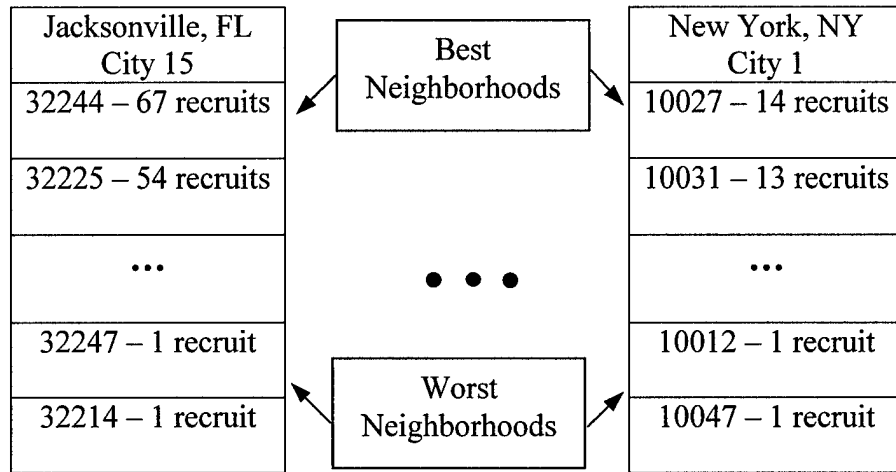 Jacksonville, FL
City 15
32244 – 67 recruits
32225 – 54 recruits
...
32247 – 1 recruit
32214 – 1 recruit
Best
Neighborhoods
• • •
Worst
Neighborhoods
New York, NY
City 1
10027 – 14 recruits
10031 – 13 recruits
...
10012 – 1 recruit
10047 – 1 recruit